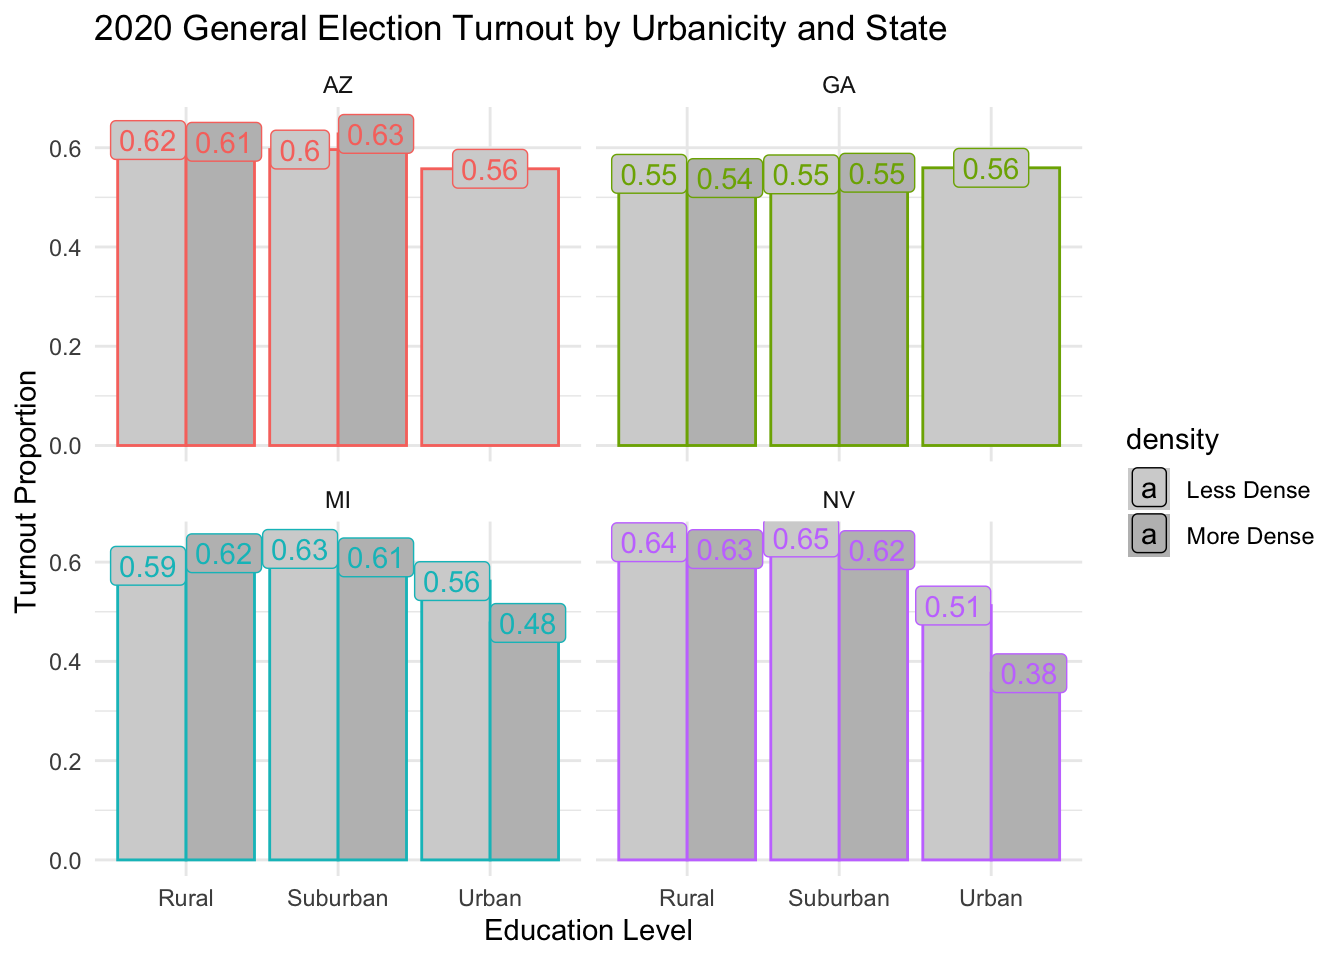 2020 General Election Turnout by Urbanicity and State
AZ
GA
0.6
0.4
0.2
0.0
0.62
0.61
0.6
0.63
0.56
0.55
0.54
0.55
0.55
0.56
MI
NV
0.6
0.4
0.2
0.0
0.59
0.62
0.63
0.61
0.56
0.48
0.64
0.63
0.65
0.62
0.51
0.38
Rural
Suburban
Urban
Rural
Suburban
Urban
Education Level
Turnout Proportion
density
a Less Dense
a More Dense